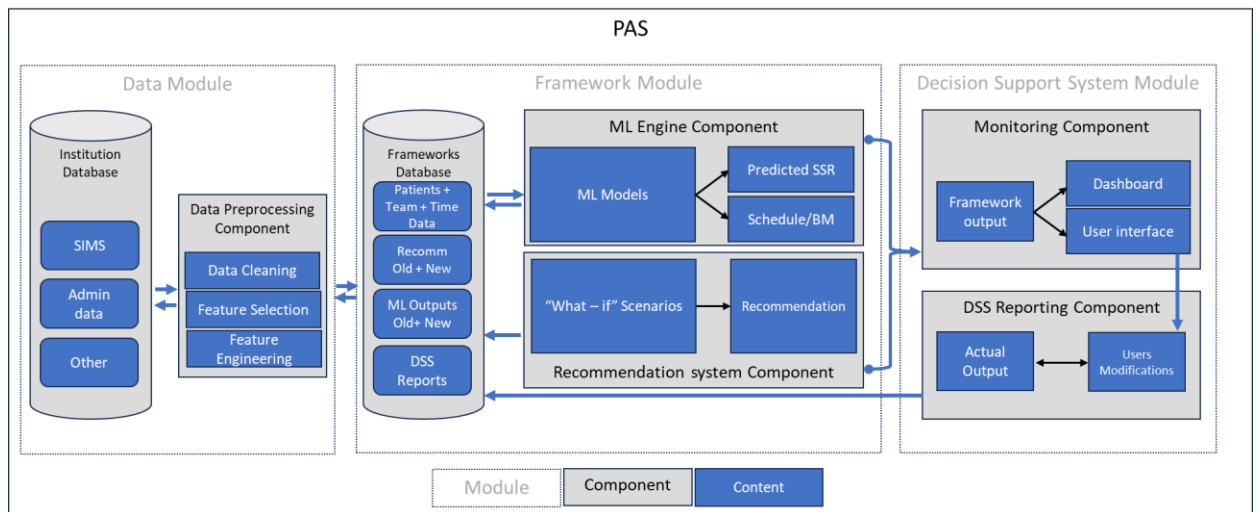 PAS
Data Module
Institution
Database
SIMS
Admin
data
Other
Data Preprocessing
Component
Data Cleaning
Feature Selection
Feature
Engineering
Framework Module
Frameworks
Database
Patients +
Team + Time
Data
Recomm
Old + New
ML Outputs
Old+ New
DSS
Reports
ML Engine Component
ML Models
Predicted SSR
Schedule/BM
“What – if” Scenarios
Recommendation
Recommendation system Component
Decision Support System Module
Monitoring Component
Framework
output
Dashboard
User interface
DSS Reporting Component
Actual
Output
Users
Modifications
Module
Component
Content